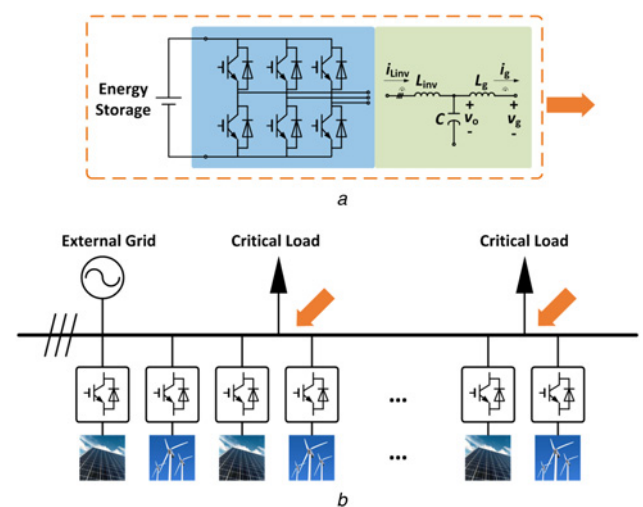 Energy
Storage
iLinv
Linv
Lg
ig
C
+
vo
-
+
vg
-
a
External Grid
Critical Load
Critical Load
...
...
b